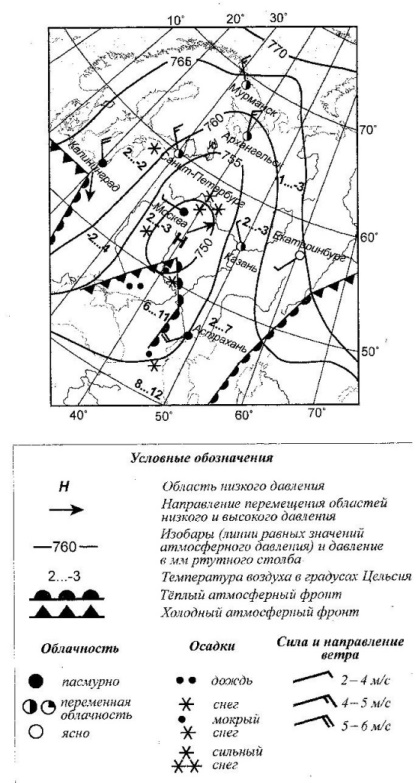 10° 20° 30°
770
765
Мурманск
70°
760
Архангельск
755
Калининград
2...-2
Санкт-Петербург
1...-3
Москва
2...-3
Н
2...-3
Екатеринбург
60°
-2...4
750
Казань
6...11
2...7
Астрахань
50°
8...12
40° 50° 60° 70°
Условные обозначения
Н Область низкого давления
Направление перемещения областей
низкого и высокого давления
—760— Изобары (линии равных значений
атмосферного давления) и давление
в мм ртутного столба
2...-3 Температура воздуха в градусах Цельсия
Тёплый атмосферный фронт
Холодный атмосферный фронт
Облачность Осадки Сила и направление
ветра
пасмурно дождь 2–4 м/с
переменная
облачность
снег 4–5 м/с
ясно мокрый
снег
5–6 м/с
сильный
снег